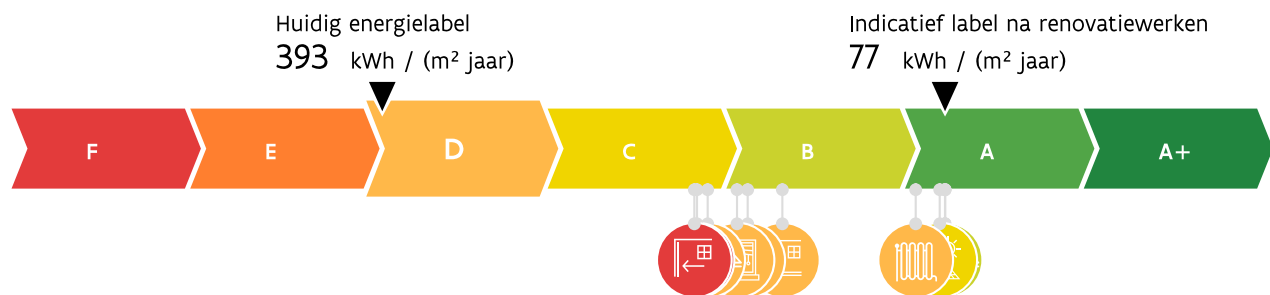 Huidig energielabel
393 kWh / (m² jaar)
Indicatief label na renovatiewerken
77 kWh / (m² jaar)
F E D C B A A+